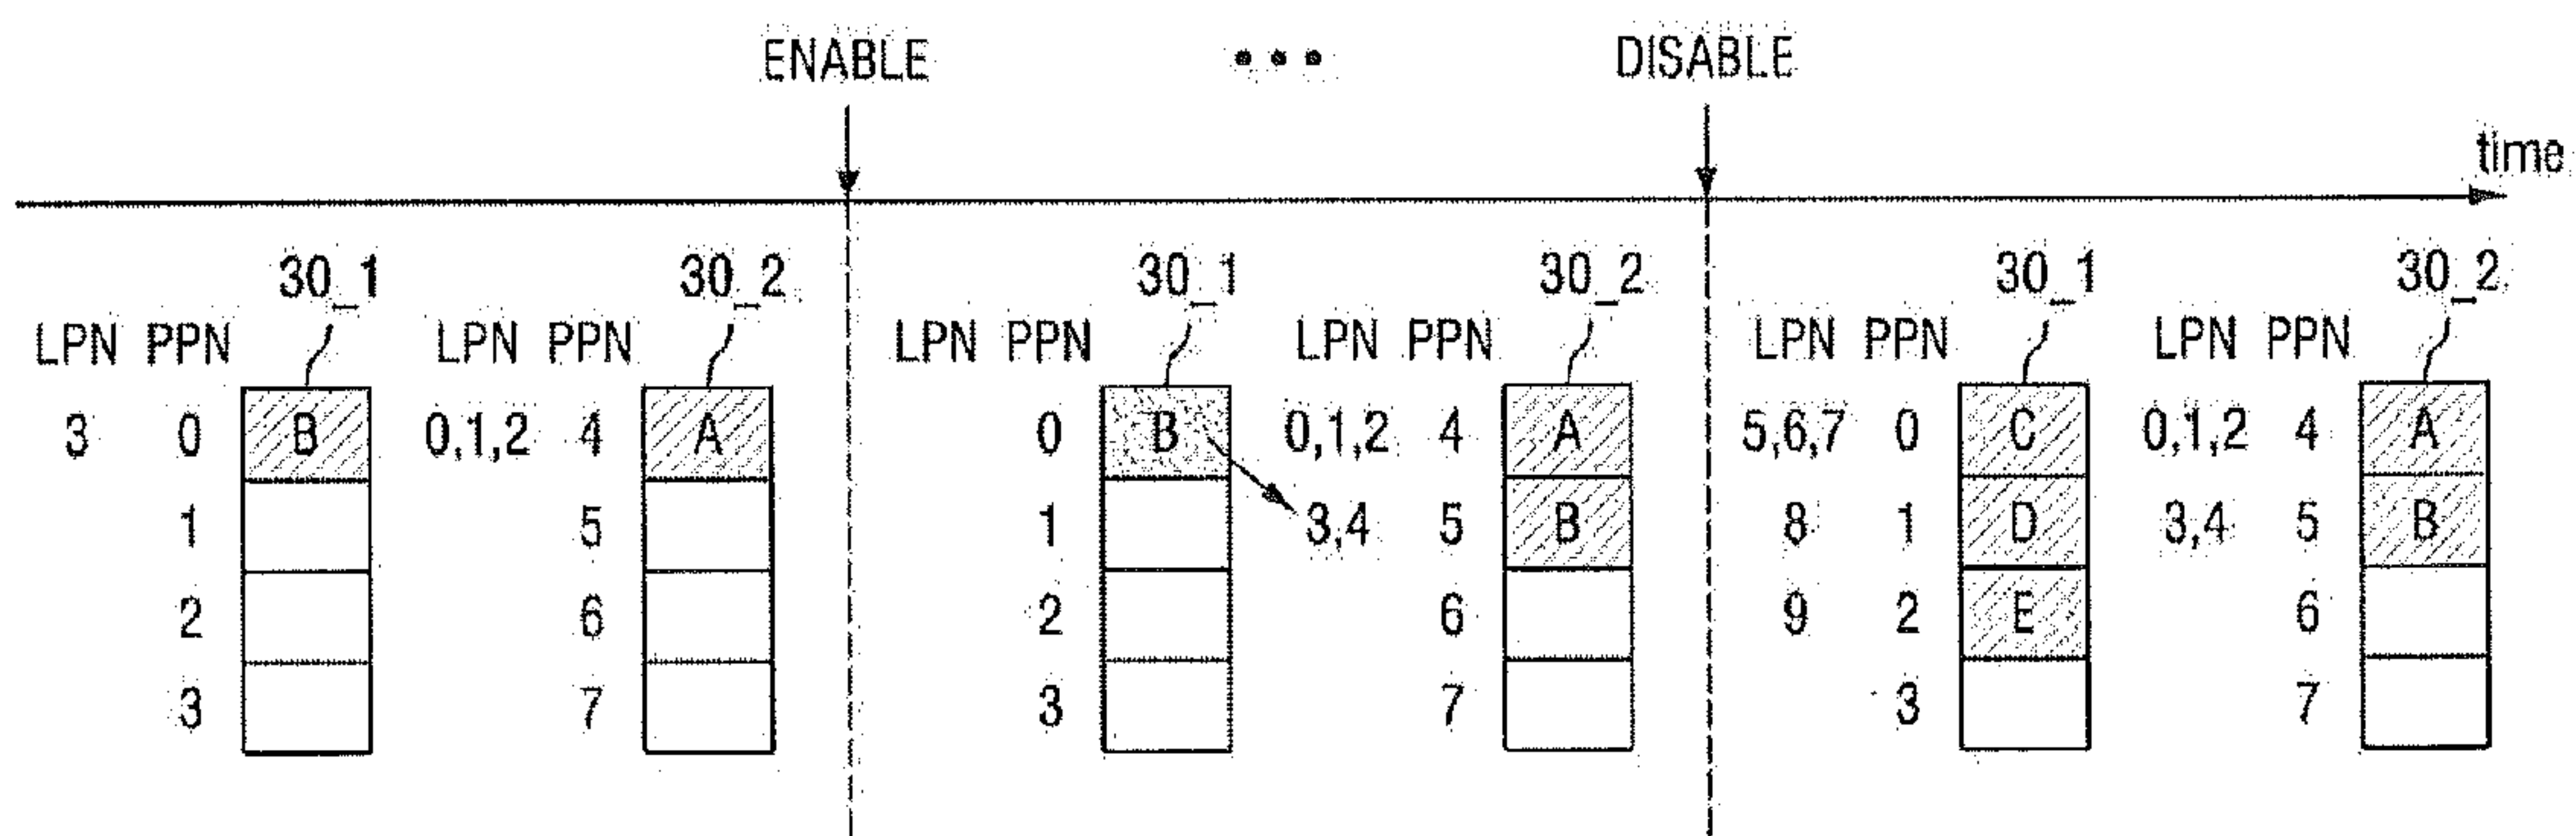 ENABLE ... DISABLE
time
30_1 30_2 30_1 30_2 30_1 30_2
LPN PPN LPN PPN LPN PPN LPN PPN LPN PPN LPN PPN
3 0 B 0,1,2 4 A 0 B 0,1,2 4 A 5,6,7 0 C 0,1,2 4 A
1 5 1 3,4 5 B 8 1 D 3,4 5 B
2 6 2 6 9 2 E 6
3 7 3 7 3 7